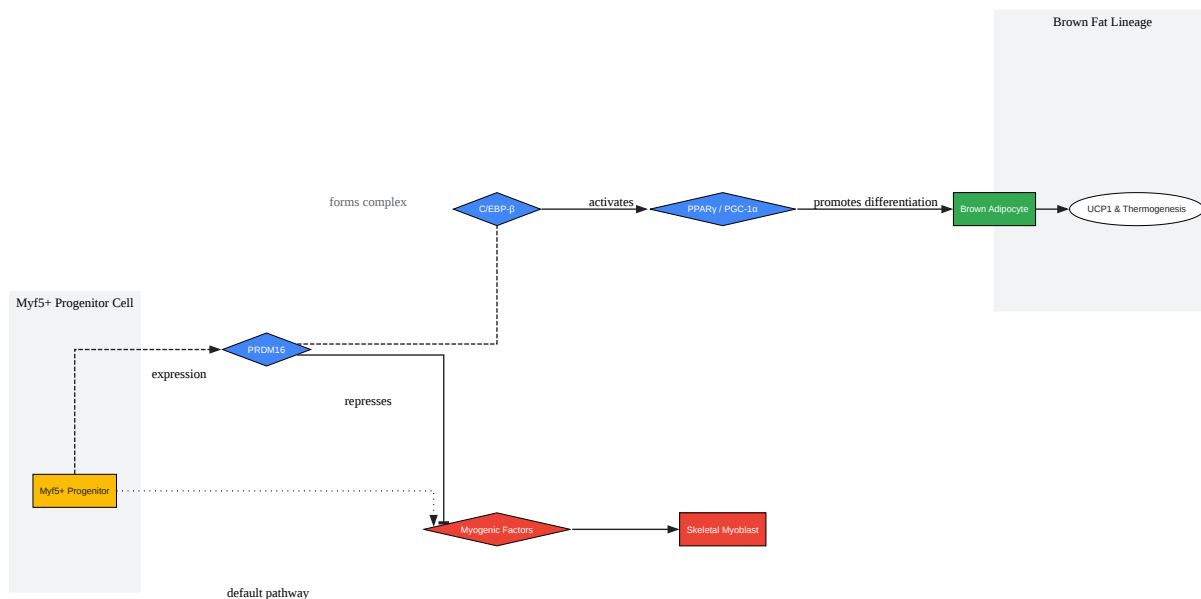 Brown Fat Lineage
forms complex
C/EBP-β
activates
PPARγ / PGC-1α
promotes differentiation
Brown Adipocyte
UCP1 & Thermogenesis
Myf5+ Progenitor Cell
PRDM16
expression
represses
Myf5+ Progenitor
Myogenic Factors
Skeletal Myoblast
default pathway